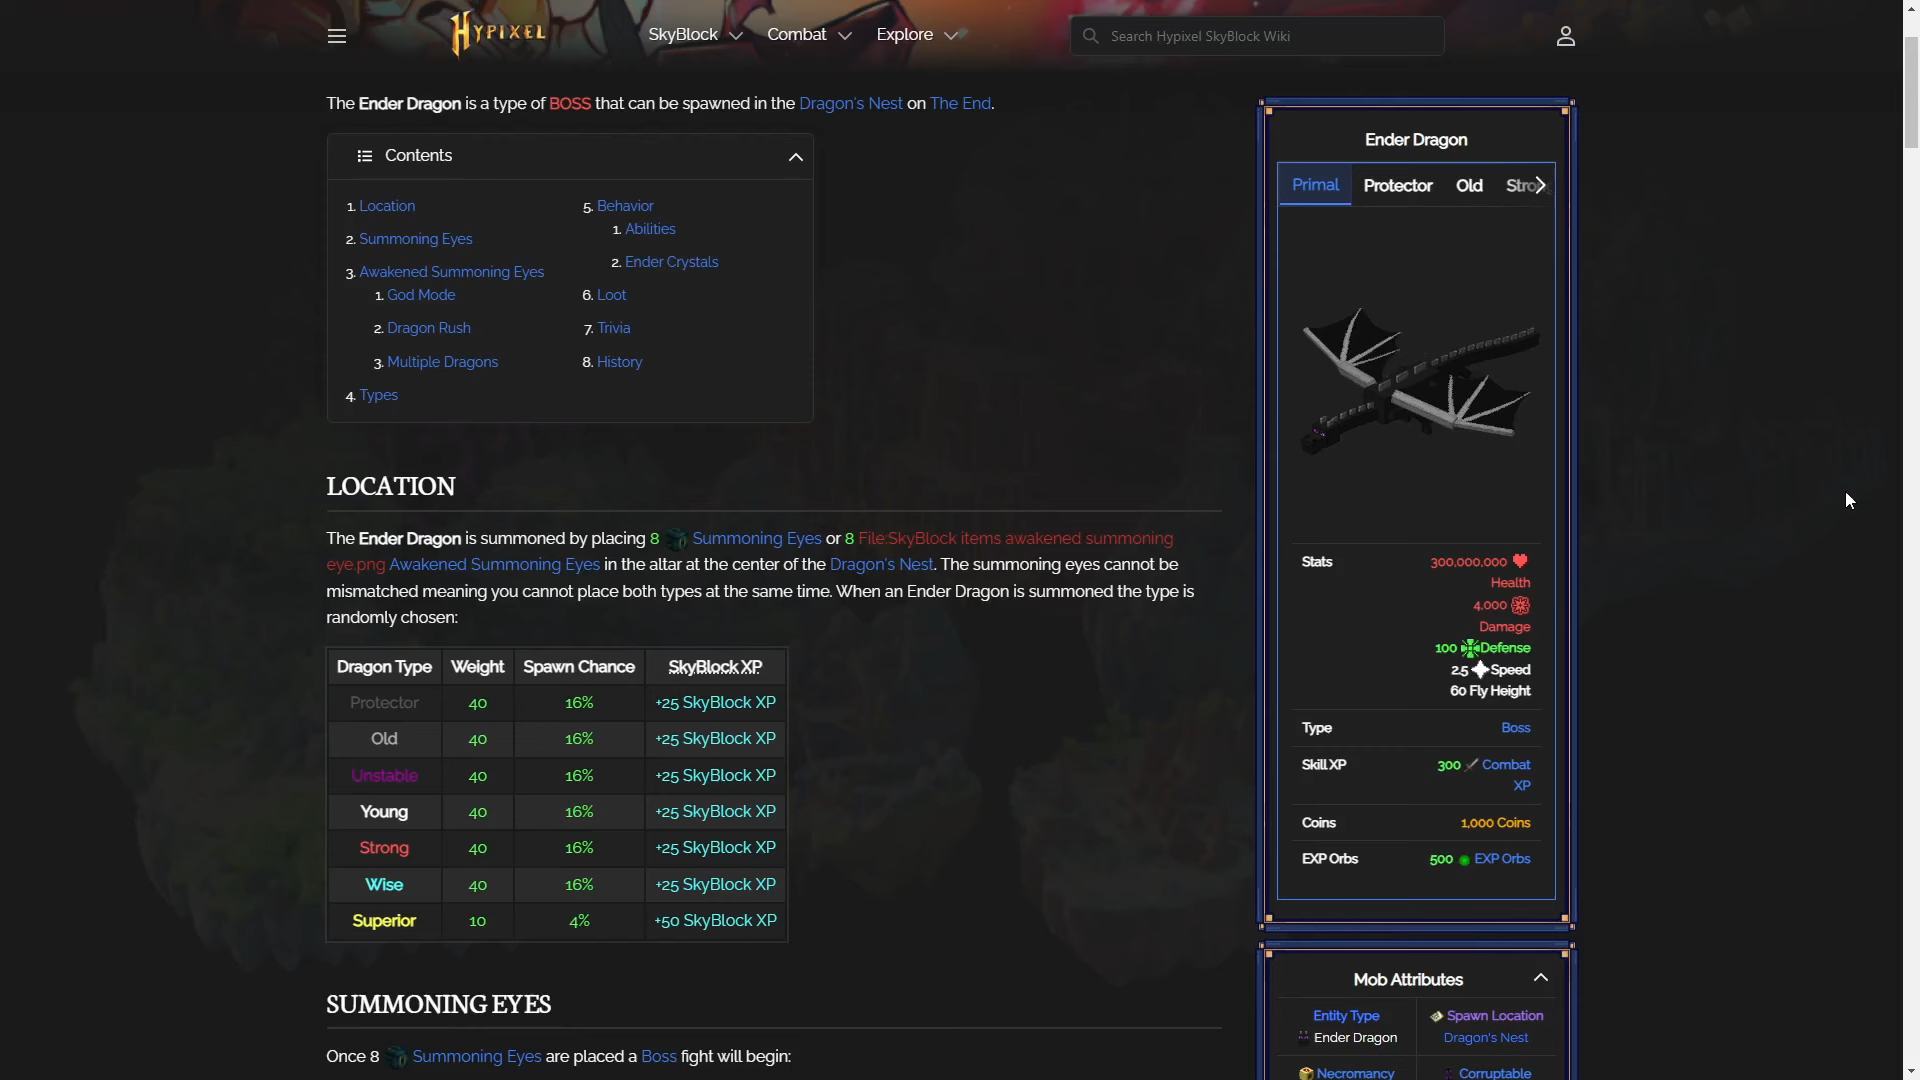 HYPIXEL
SkyBlock
Combat
Explore
Search Hypixel SkyBlock Wiki
The Ender Dragon is a type of BOSS that can be spawned in the Dragon's Nest on The End.
Contents
1. Location
2. Summoning Eyes
3. Awakened Summoning Eyes
1. God Mode
2. Dragon Rush
3. Multiple Dragons
4. Types
5. Behavior
1. Abilities
2. Ender Crystals
6. Loot
7. Trivia
8. History
LOCATION
The Ender Dragon is summoned by placing 8 Summoning Eyes or 8 File:SkyBlock items awakened summoning
eye.png Awakened Summoning Eyes in the altar at the center of the Dragon's Nest. The summoning eyes cannot be
mismatched meaning you cannot place both types at the same time. When an Ender Dragon is summoned the type is
randomly chosen:
Dragon Type Weight Spawn Chance SkyBlock XP
Protector 40 16% +25 SkyBlock XP
Old 40 16% +25 SkyBlock XP
Unstable 40 16% +25 SkyBlock XP
Young 40 16% +25 SkyBlock XP
Strong 40 16% +25 SkyBlock XP
Wise 40 16% +25 SkyBlock XP
Superior 10 4% +50 SkyBlock XP
SUMMONING EYES
Once 8 Summoning Eyes are placed a Boss fight will begin:
Ender Dragon
Primal Protector Old
Stats 300,000,000
Health
4,000
Damage
100 Defense
2.5 Speed
60 Fly Height
Type Boss
Skill XP 300 Combat
XP
Coins 1,000 Coins
EXP Orbs 500 EXP Orbs
Mob Attributes
Entity Type Spawn Location
Ender Dragon Dragon's Nest
Necromancy Corruptable